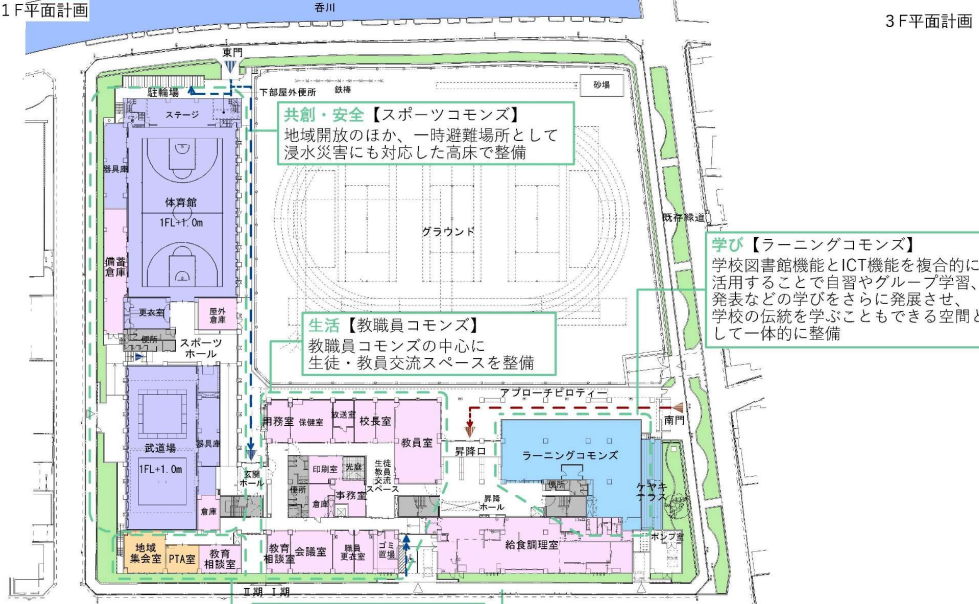 1F平面計画
香川
3F平面計画
東門
駐輪場
下部屋外便所
鉄棒
砂場
ステージ
共創・安全【スポーツコモンズ】
地域開放のほか、一時避難場所として
浸水災害にも対応した高床で整備
器具庫
体育館
1FL+1.0m
グラウンド
既存緑道
備蓄
倉庫
学び【ラーニングコモンズ】
学校図書館機能とICT機能を複合的に
活用することで自習やグループ学習、
発表などの学びをさらに発展させ、
学校の伝統を学ぶこともできる空間と
して一体的に整備
更衣室
屋外
倉庫
便所
スポーツ
ホール
生活【教職員コモンズ】
教職員コモンズの中心に
生徒・教員交流スペースを整備
アプローチピロティー
南門
用務室
保健室
放送室
校長室
教員室
昇降口
ラーニングコモンズ
武道場
1FL+1.0m
器具庫
玄関
ホール
便所
印刷室
光庭
生徒
教員
交流
スペース
倉庫
事務室
昇降
ホール
便所
ケヤキ
テラス
倉庫
地域
集会室
PTA室
教育
相談室
教育
相談室
会議室
職員
更衣室
ゴミ
置場
給食調理室
ポンプ室
Ⅱ期
Ⅰ期